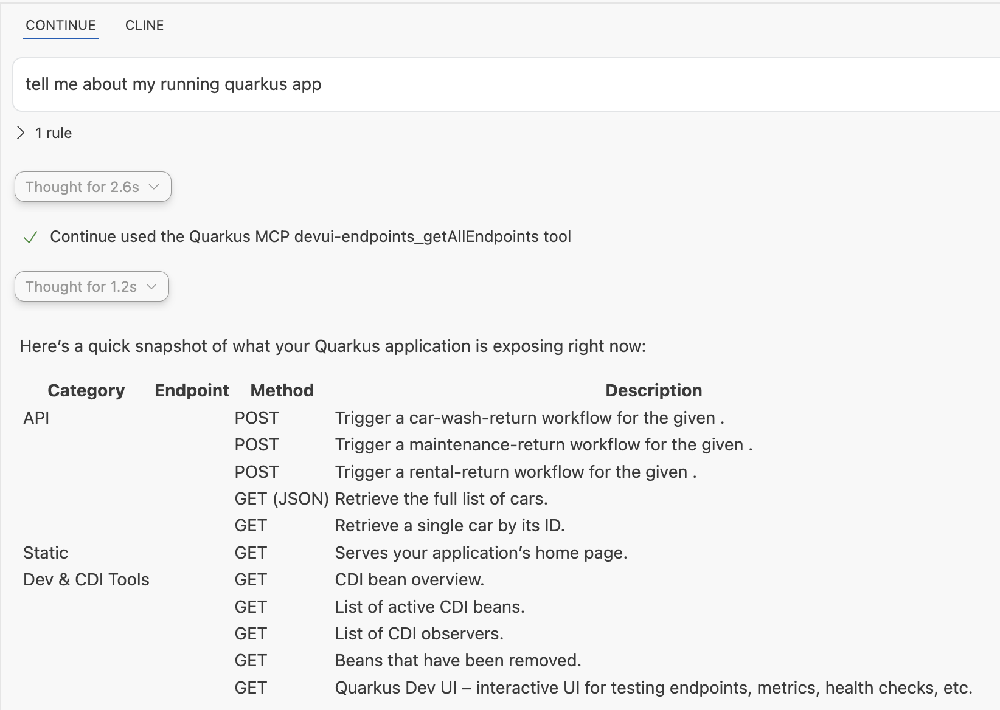 CONTINUE CLINE
tell me about my running quarkus app
1 rule
Thought for 2.6s
Continue used the Quarkus MCP devui-endpoints_getAllEndpoints tool
Thought for 1.2s
Here’s a quick snapshot of what your Quarkus application is exposing right now:
Category Endpoint Method Description
API POST Trigger a car-wash-return workflow for the given .
POST Trigger a maintenance-return workflow for the given .
POST Trigger a rental-return workflow for the given .
GET (JSON) Retrieve the full list of cars.
GET Retrieve a single car by its ID.
Static GET Serves your application’s home page.
Dev & CDI Tools GET CDI bean overview.
GET List of active CDI beans.
GET List of CDI observers.
GET Beans that have been removed.
GET Quarkus Dev UI – interactive UI for testing endpoints, metrics, health checks, etc.